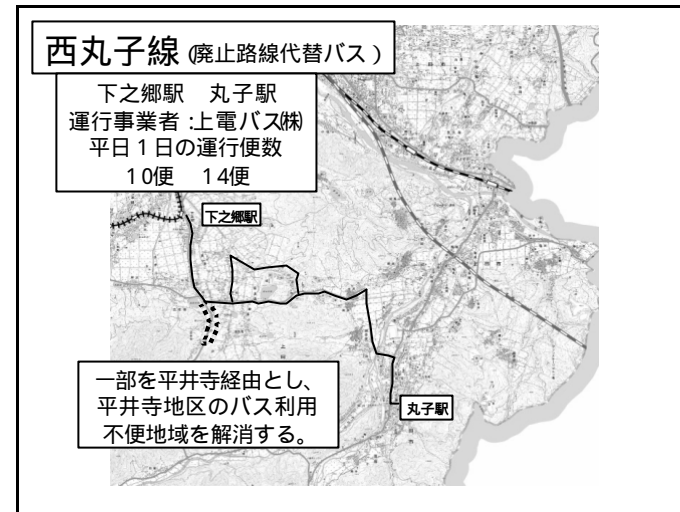 西丸子線(廃止路線代替バス)
下之郷駅 丸子駅
運行事業者:上電バス㈱
平日1日の運行便数
10便 14便
下之郷駅
一部を平井寺経由とし、
平井寺地区のバス利用
不便地域を解消する。
丸子駅